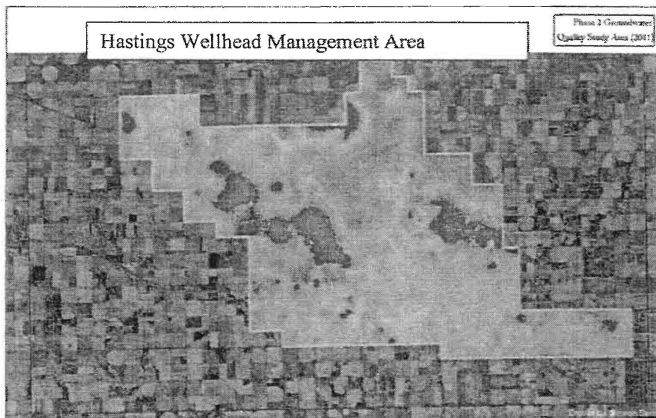 Hastings Wellhead Management Area
Phase 2 Groundwater
Quality Study Area (2011)